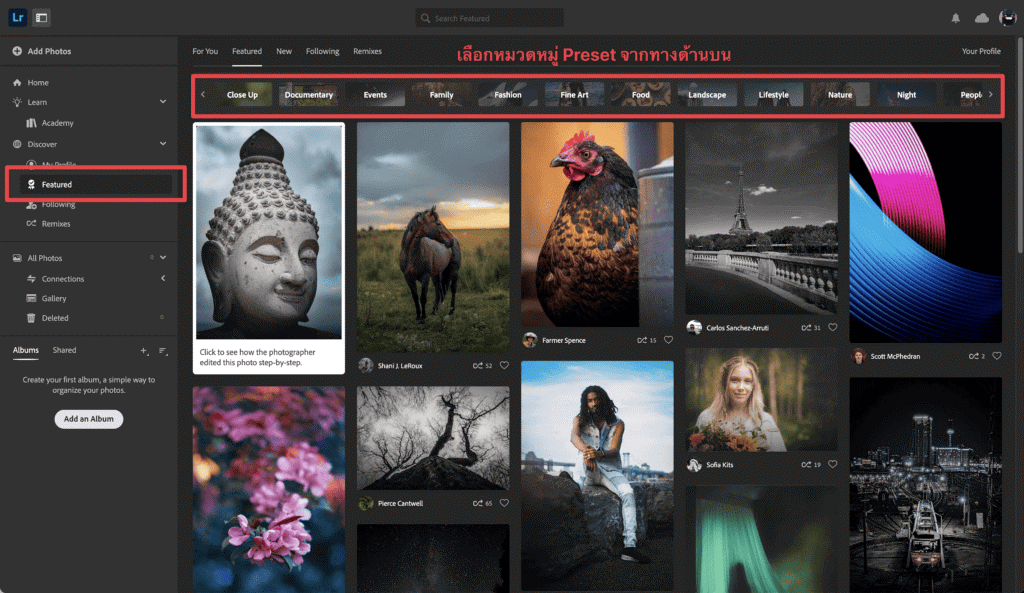 Lr
Search Featured
Add Photos
Home
Learn
Academy
Discover
My Profile
Featured
Following
Remixes
All Photos 0
Connections
Gallery
Deleted 0
Albums Shared
Create your first album, a simple way to
organize your photos.
Add an Album
For You Featured New Following Remixes
เลือกหมวดหมู่ Preset จากทางด้านบน
Your Profile
Close Up Documentary Events Family Fashion Fine Art Food Landscape Lifestyle Nature Night People
Click to see how the photographer
edited this photo step-by-step.
Shani J. LeRoux 52
Pierce Cantwell 65
Farmer Spence 15
Carlos Sanchez-Arruti 31
Sofia Kits 19
Scott McPhedran 2